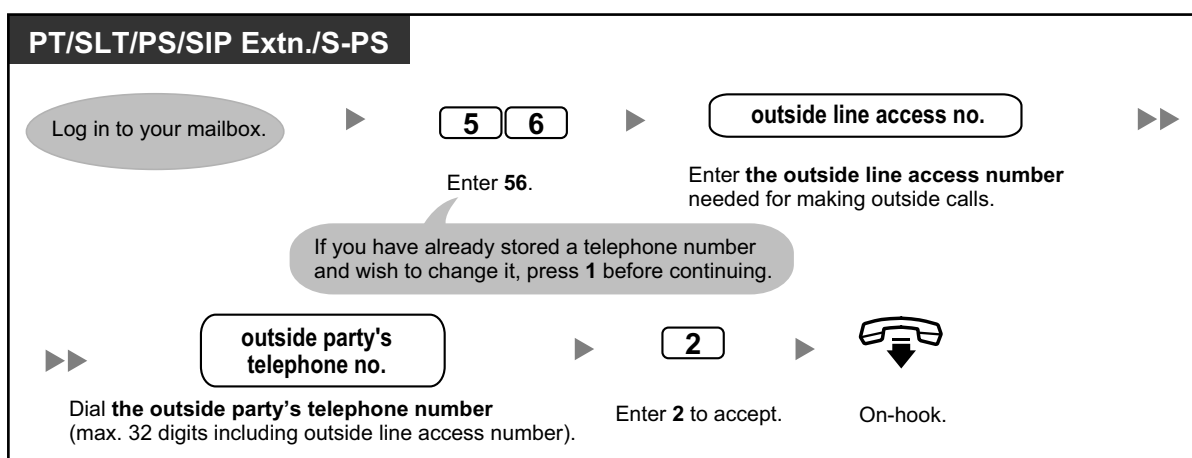 PT/SLT/PS/SIP Extn./S-PS
Log in to your mailbox.
5 6
outside line access no.
Enter 56.
Enter the outside line access number
needed for making outside calls.
If you have already stored a telephone number
and wish to change it, press 1 before continuing.
outside party's
telephone no.
2
Dial the outside party’s telephone number
(max. 32 digits including outside line access number).
Enter 2 to accept.
On-hook.